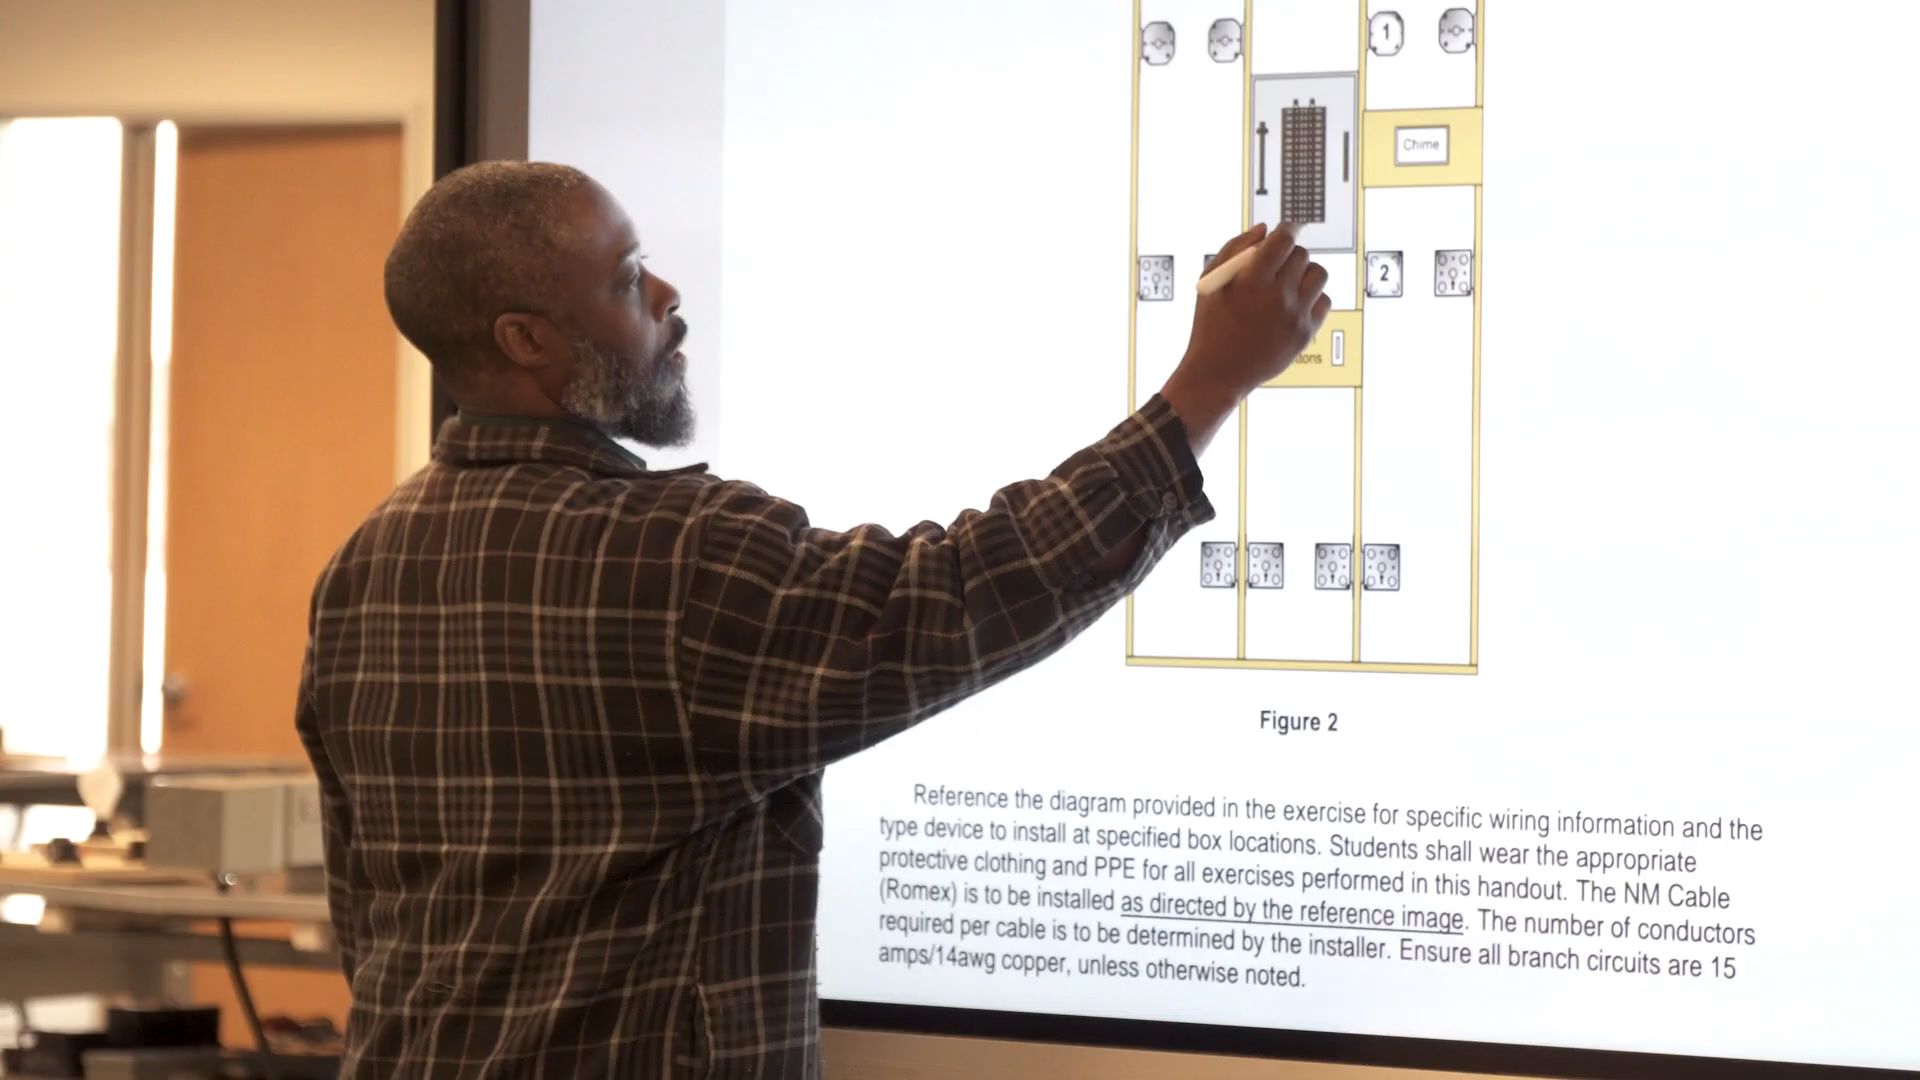 1
Chime
2
tons
Figure 2
Reference the diagram provided in the exercise for specific wiring information and the
type device to install at specified box locations. Students shall wear the appropriate
protective clothing and PPE for all exercises performed in this handout. The NM Cable
(Romex) is to be installed as directed by the reference image. The number of conductors
required per cable is to be determined by the installer. Ensure all branch circuits are 15
amps/14awg copper, unless otherwise noted.